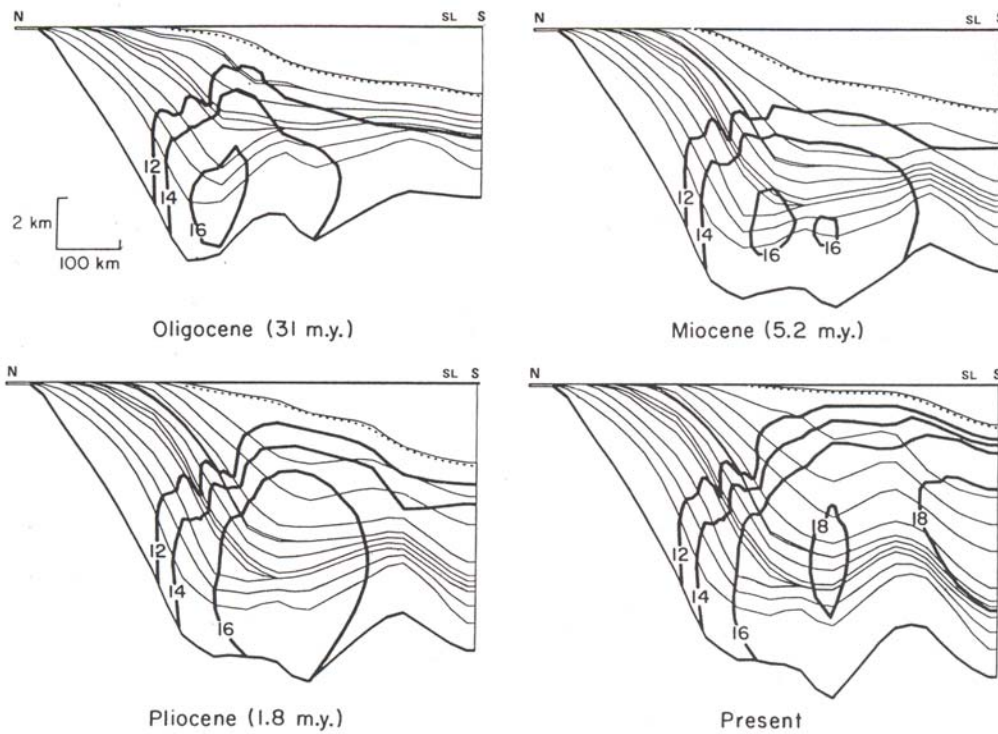 N SL S
12
14
16
2 km
100 km
Oligocene (31 m.y.)
N SL S
12
14
16
16
Miocene (5.2 m.y.)
N SL S
12
14
16
Pliocene (1.8 m.y.)
N SL S
18
18
12
14
16
Present